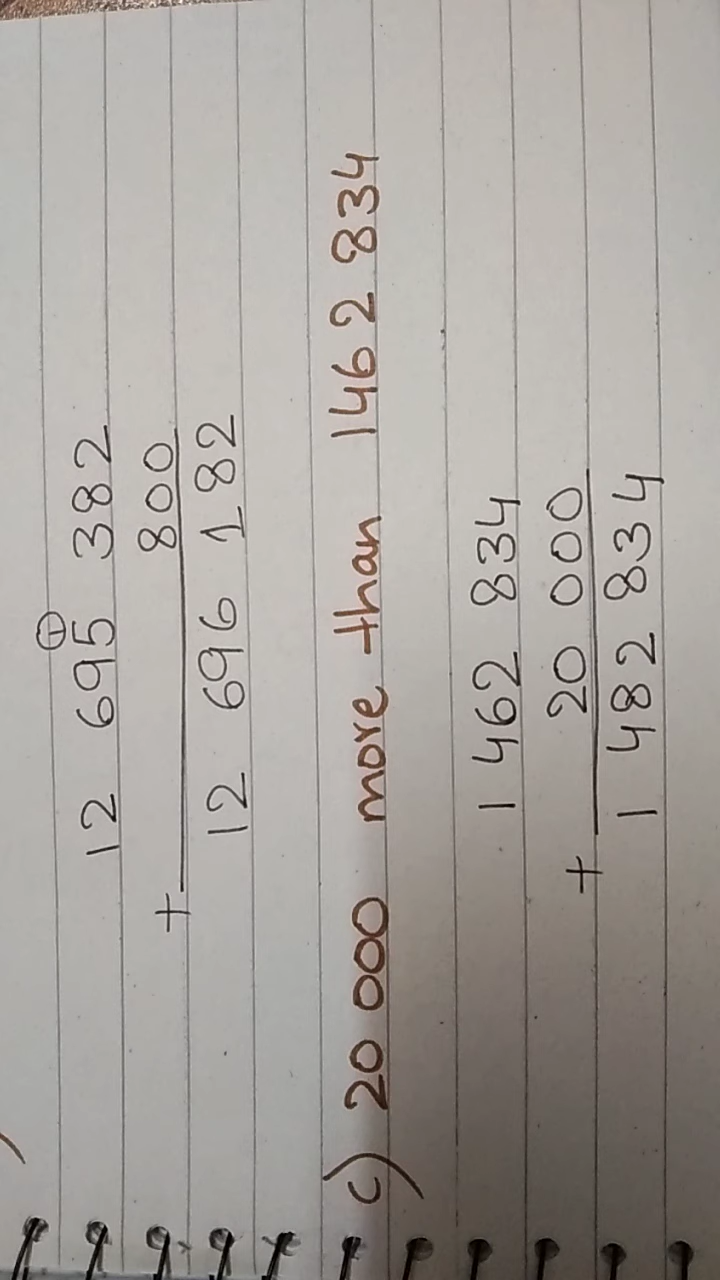 ①
12 695 382
800
+
12 696 182
c) 20 000 more than 1462 834
1 462 834
+ 20 000
1 482 834